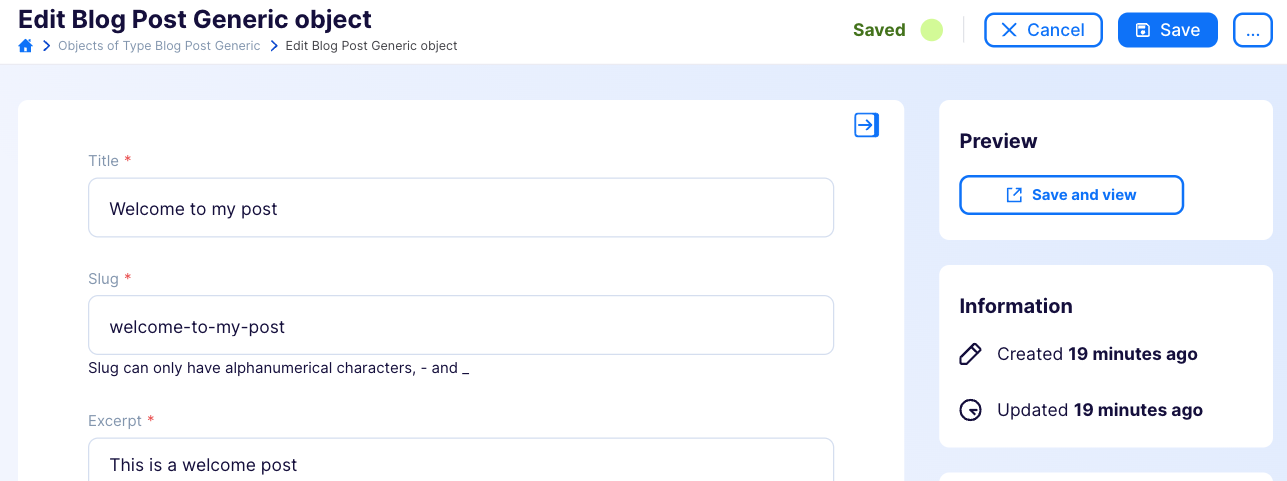 Edit Blog Post Generic object
Objects of Type Blog Post Generic
Edit Blog Post Generic object
Saved
Cancel
Save
...
Title *
Welcome to my post
Slug *
welcome-to-my-post
Slug can only have alphanumerical characters, - and _
Excerpt *
This is a welcome post
Preview
Save and view
Information
Created 19 minutes ago
Updated 19 minutes ago